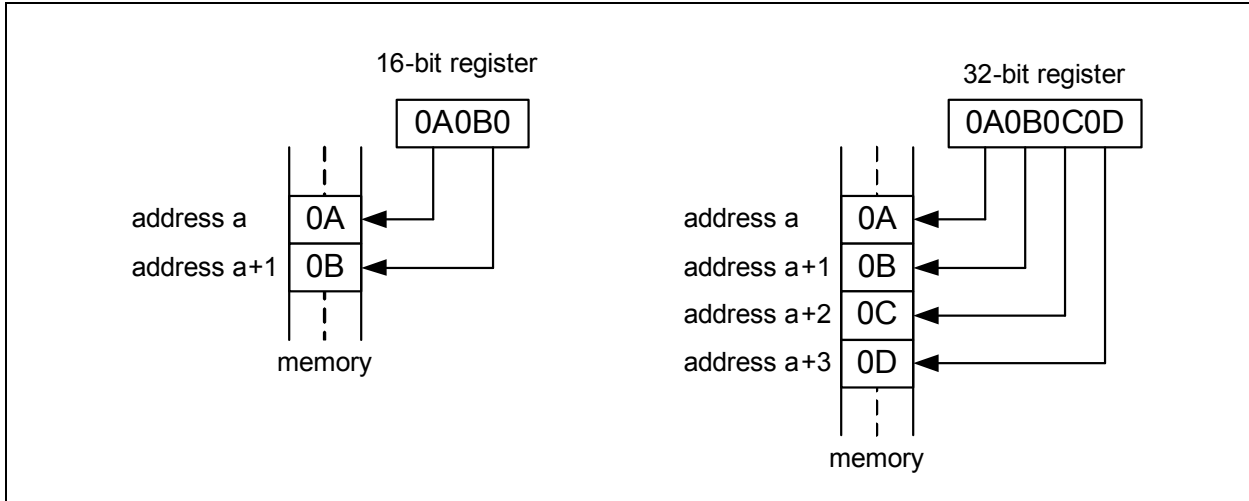 16-bit register
0A0B0
address a
0A
address a+1
0B
memory
32-bit register
0A0B0C0D
address a
0A
address a+1
0B
address a+2
0C
address a+3
0D
memory